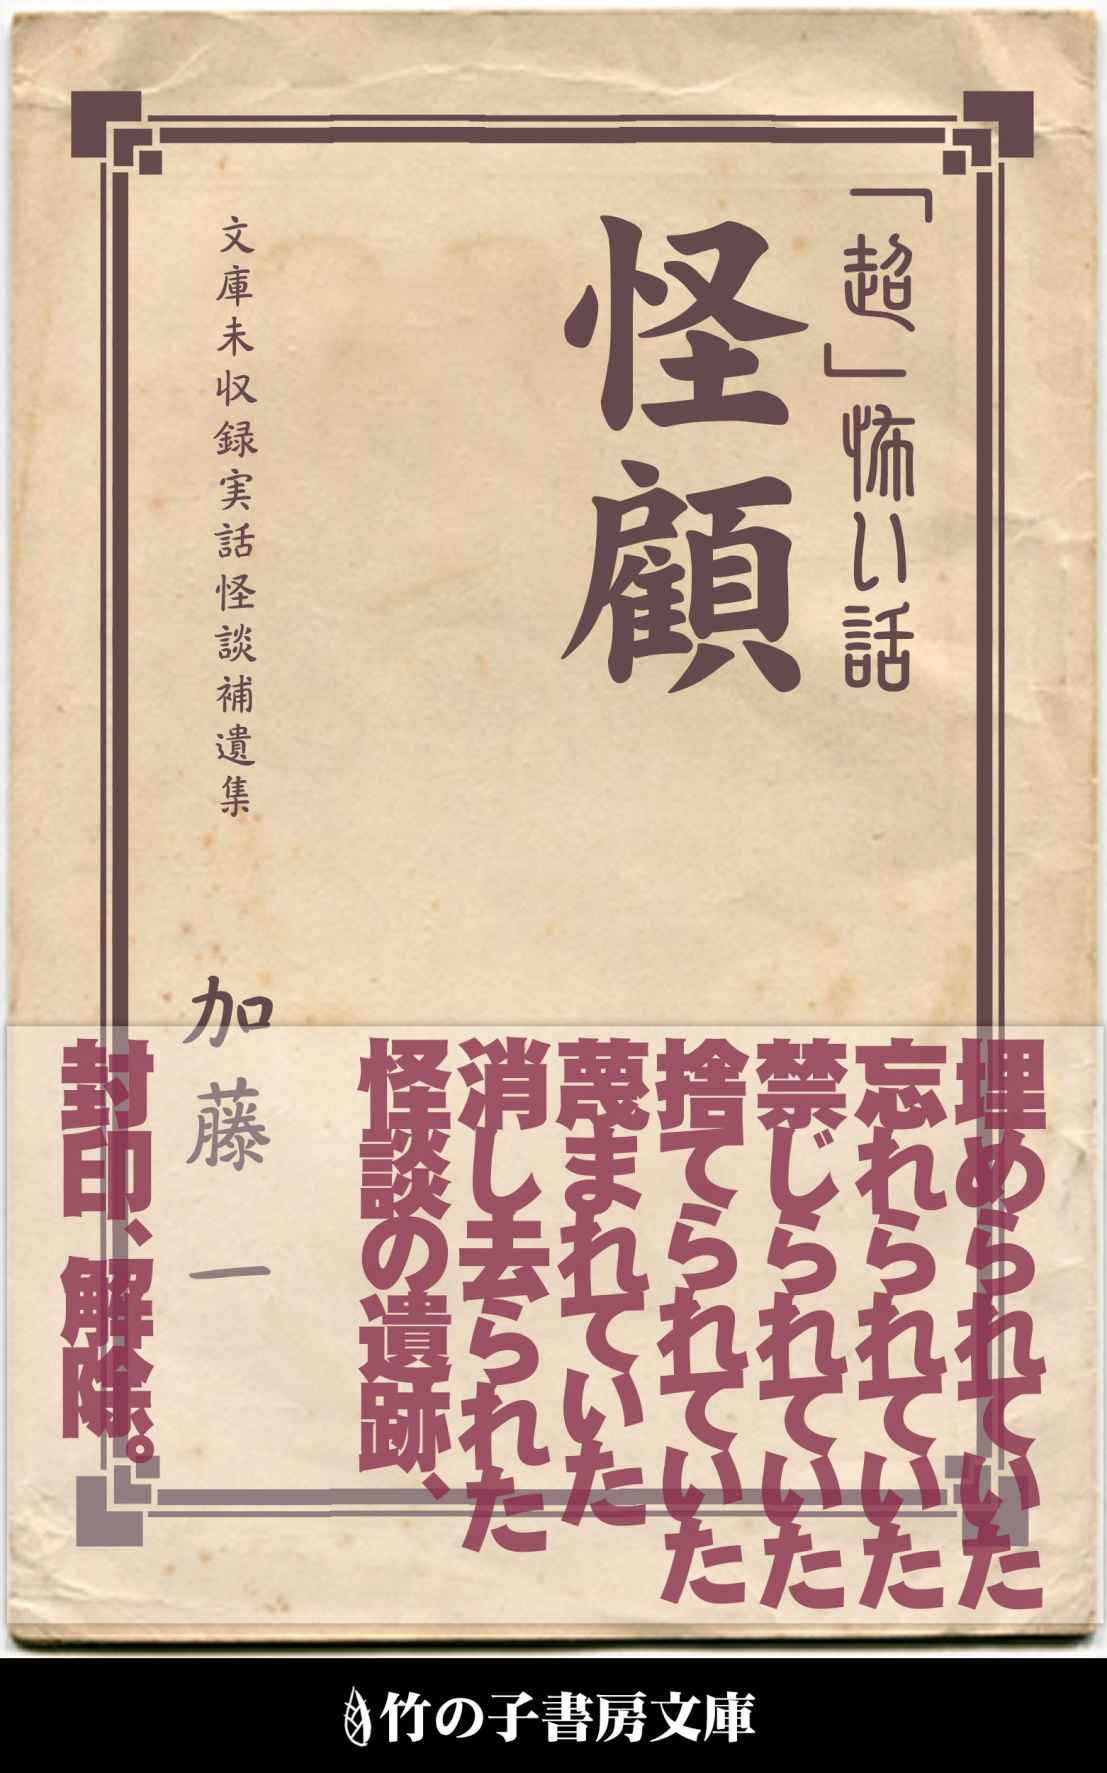 「超」怖い話
怪顧
文庫未収録実話怪談補遺集
加藤一
埋められていた
忘れられていた
禁じられていた
捨てられていた
蔑まれていた
消し去られた
怪談の遺跡、
封印、解除。
竹の子書房文庫